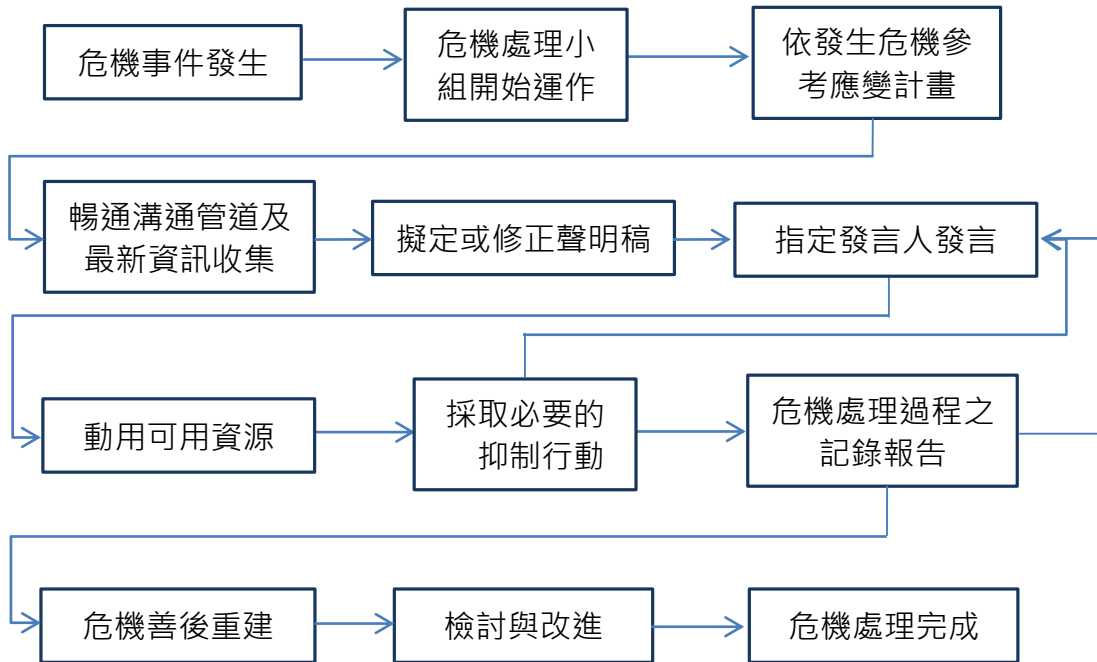 危機事件發生
危機處理小
組開始運作
依發生危機參
考應變計畫
暢通溝通管道及
最新資訊收集
擬定或修正聲明稿
指定發言人發言
動用可用資源
採取必要的
抑制行動
危機處理過程之
記錄報告
危機善後重建
檢討與改進
危機處理完成